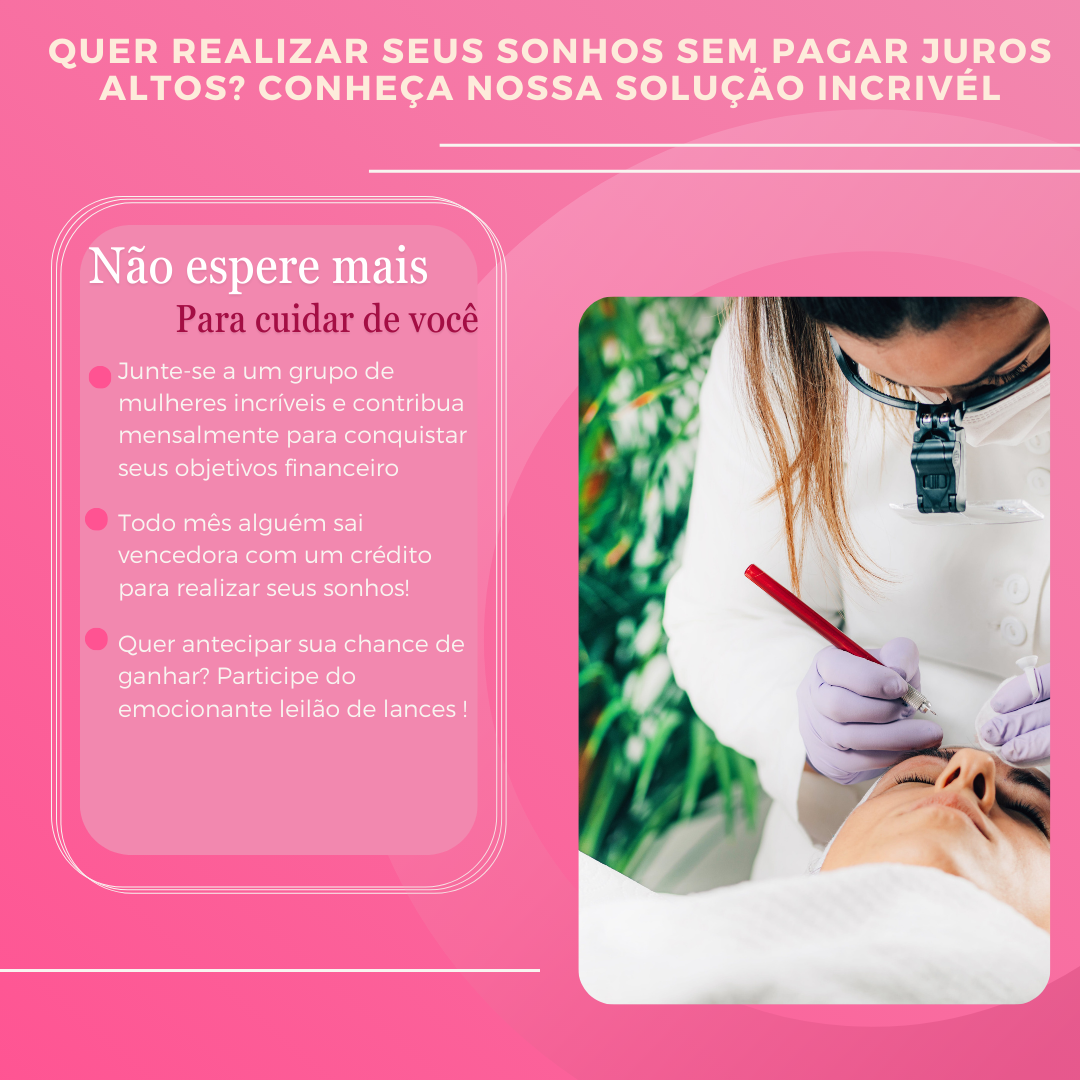 QUER REALIZAR SEUS SONHOS SEM PAGAR JUROS
ALTOS? CONHEÇA NOSSA SOLUÇÃO INCRIVÉL
Não espere mais
Para cuidar de você
Junte-se a um grupo de
mulheres incríveis e contribua
mensalmente para conquistar
seus objetivos financeiro
Todo mês alguém sai
vencedora com um crédito
para realizar seus sonhos!
Quer antecipar sua chance de
ganhar? Participe do
emocionante leilão de lances !